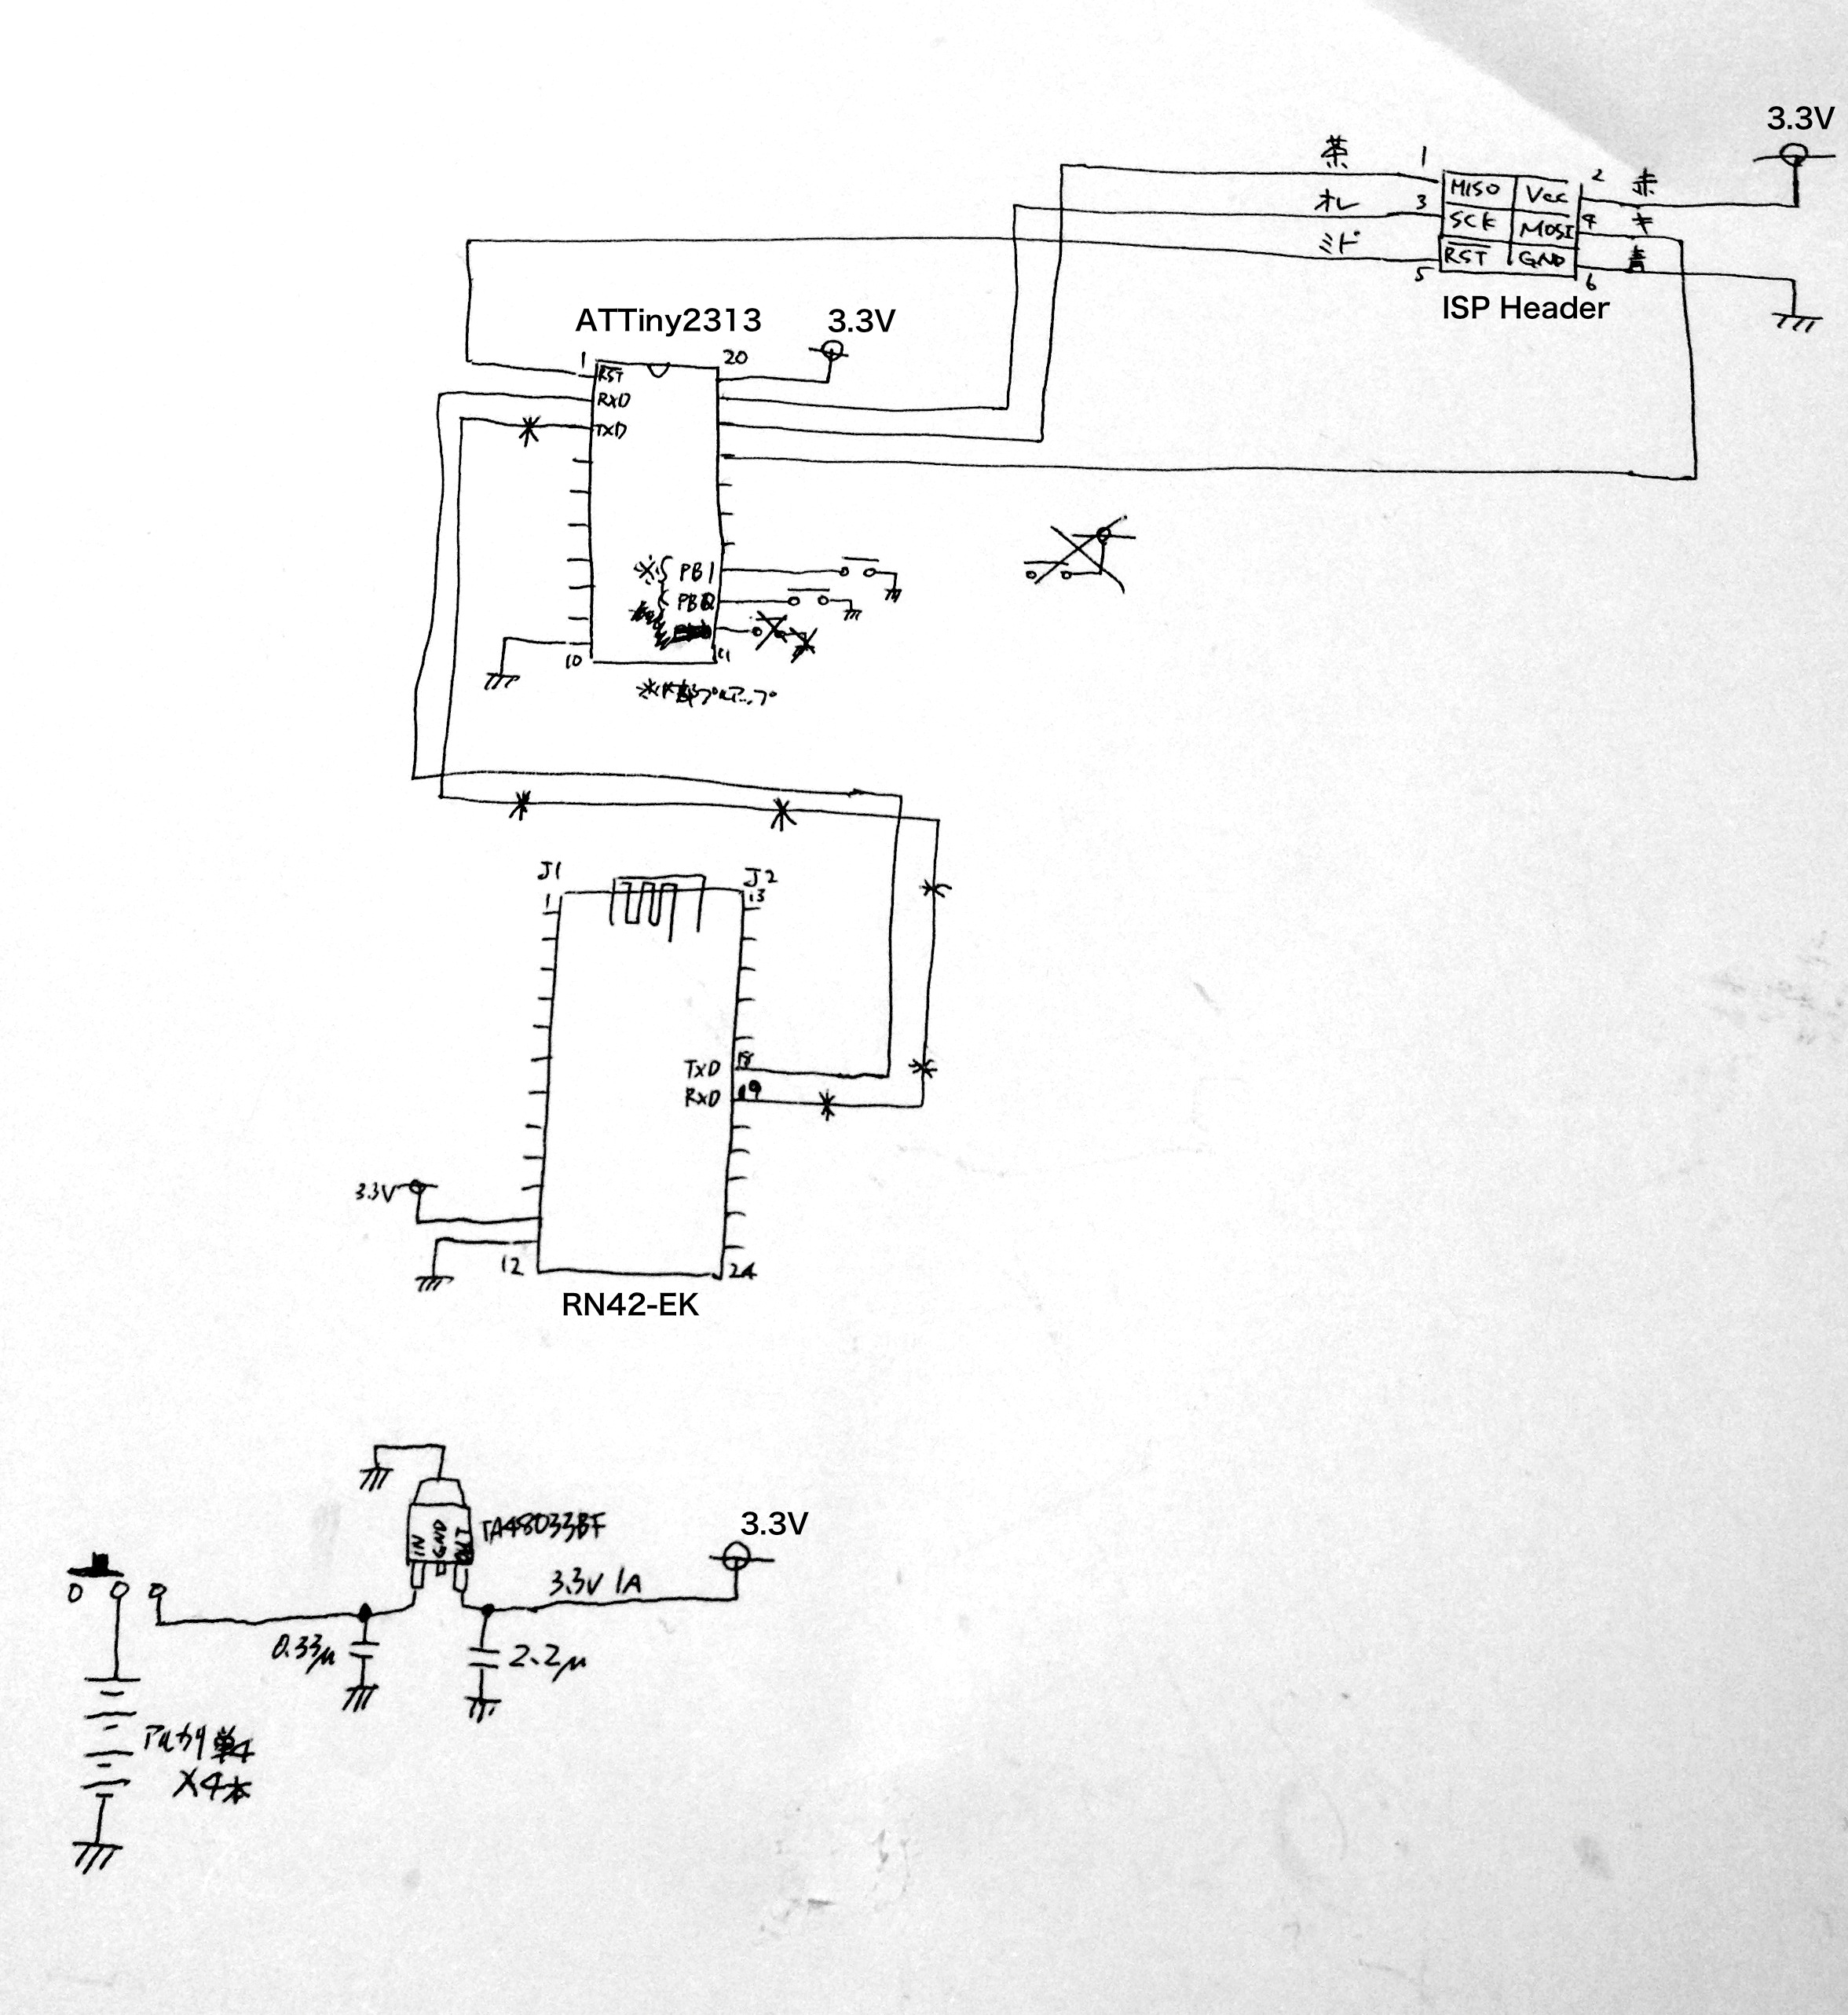 3.3V
茶 1
MISO Vcc 2 赤
オレ 3
SCK MOSI 4 キ
ミド
5 RST GND 6 青
ISP Header
ATTiny2313 3.3V
1 20
RST
RXD
TXD
※ PB1
PB0
10 11
※内部プルアップ
J1 J2
1 13
TXD 18
RXD 19
3.3V
12 24
RN42-EK
TA48033BF
IN GND OUT
3.3V
3.3V 1A
0.33μ 2.2μ
アルカリ単4
×4本